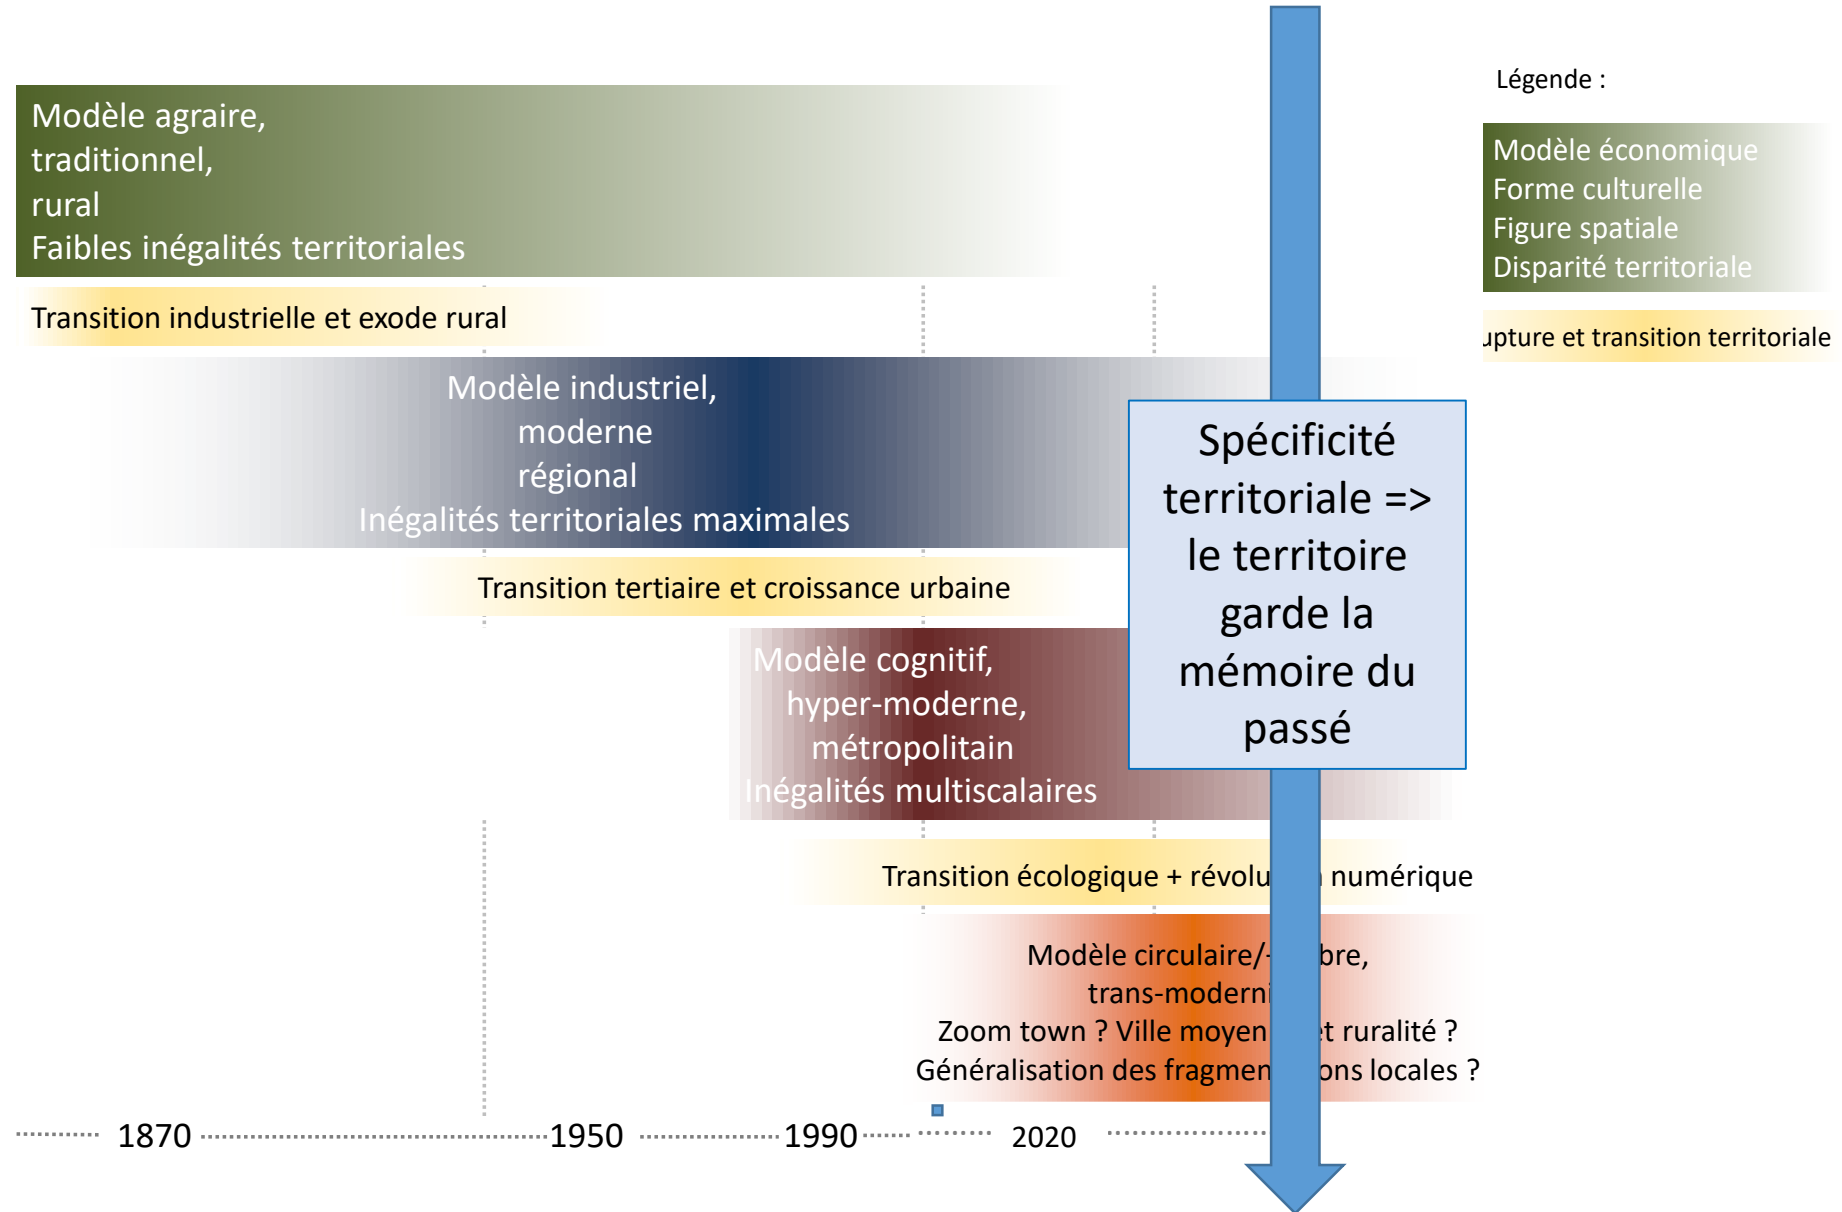 Légende :
Modèle agraire,
traditionnel,
rural
Faibles inégalités territoriales
Modèle économique
Forme culturelle
Figure spatiale
Disparité territoriale
Transition industrielle et exode rural
upture et transition territoriale
Modèle industriel,
moderne
régional
Inégalités territoriales maximales
Spécificité
territoriale =>
le territoire
garde la
mémoire du
passé
Transition tertiaire et croissance urbaine
Modèle cognitif,
hyper-moderne,
métropolitain
Inégalités multiscalaires
Transition écologique + révolu numérique
Modèle circulaire/ bre,
trans-moderni
Zoom town ? Ville moyen et ruralité ?
Généralisation des fragmen ons locales ?
1870 1950 1990 2020